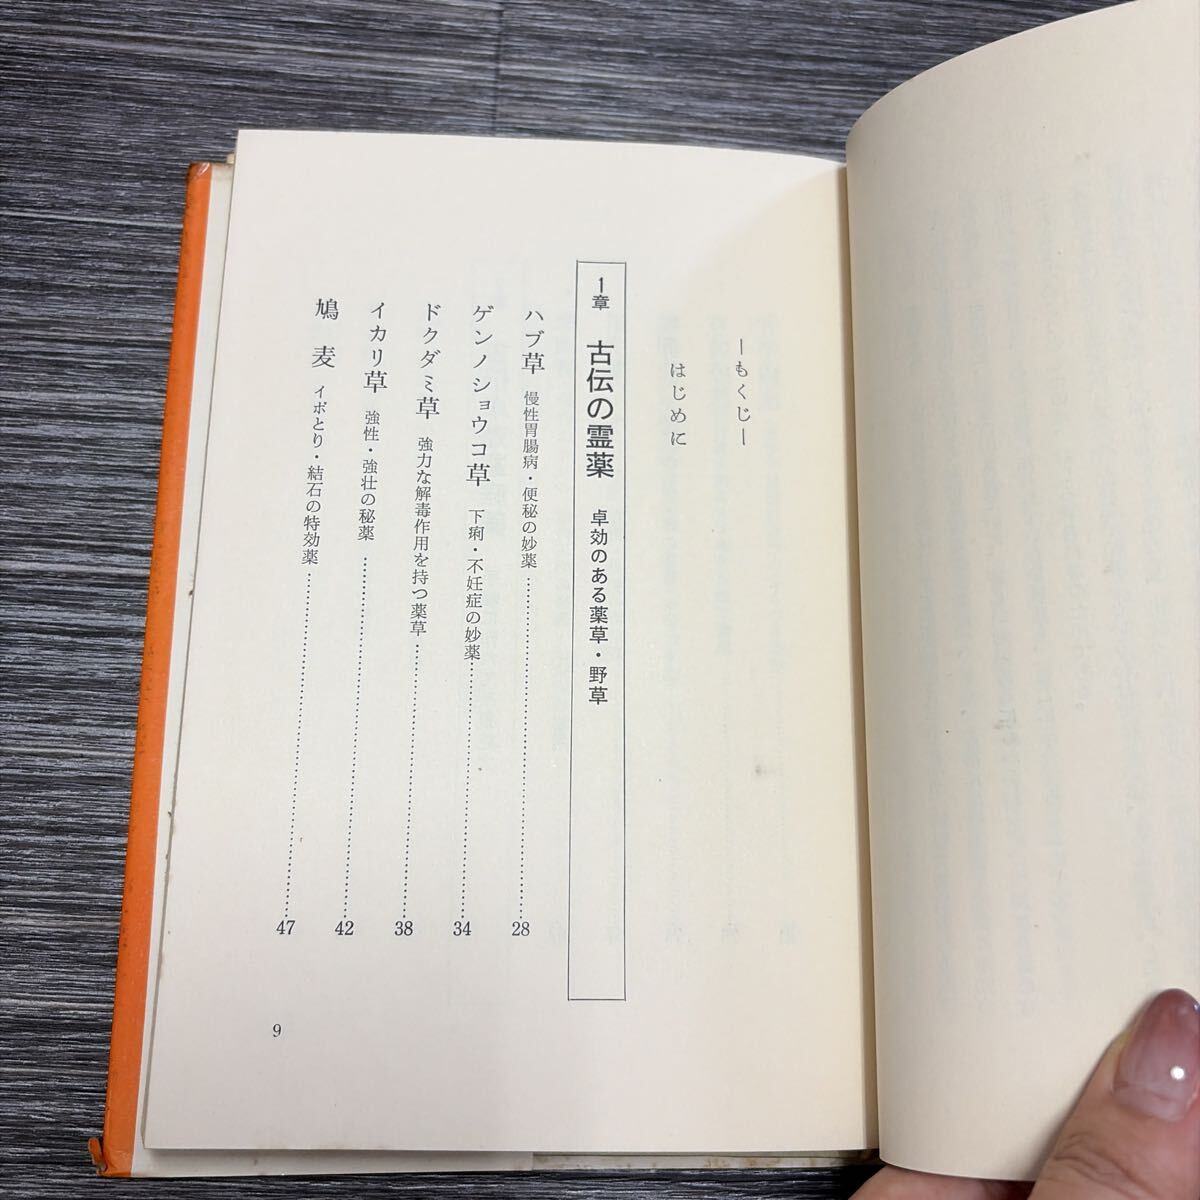 ―もくじ―
はじめに
1章 古伝の霊薬 卓効のある薬草・野草
ハブ草 慢性胃腸病・便秘の妙薬……………………28
ゲンノショウコ草 下痢・不妊症の妙薬……………………34
ドクダミ草 強力な解毒作用を持つ薬草……………………38
イカリ草 強性・強壮の秘薬……………………42
鳩麦 イボとり・結石の特効薬……………………47
9